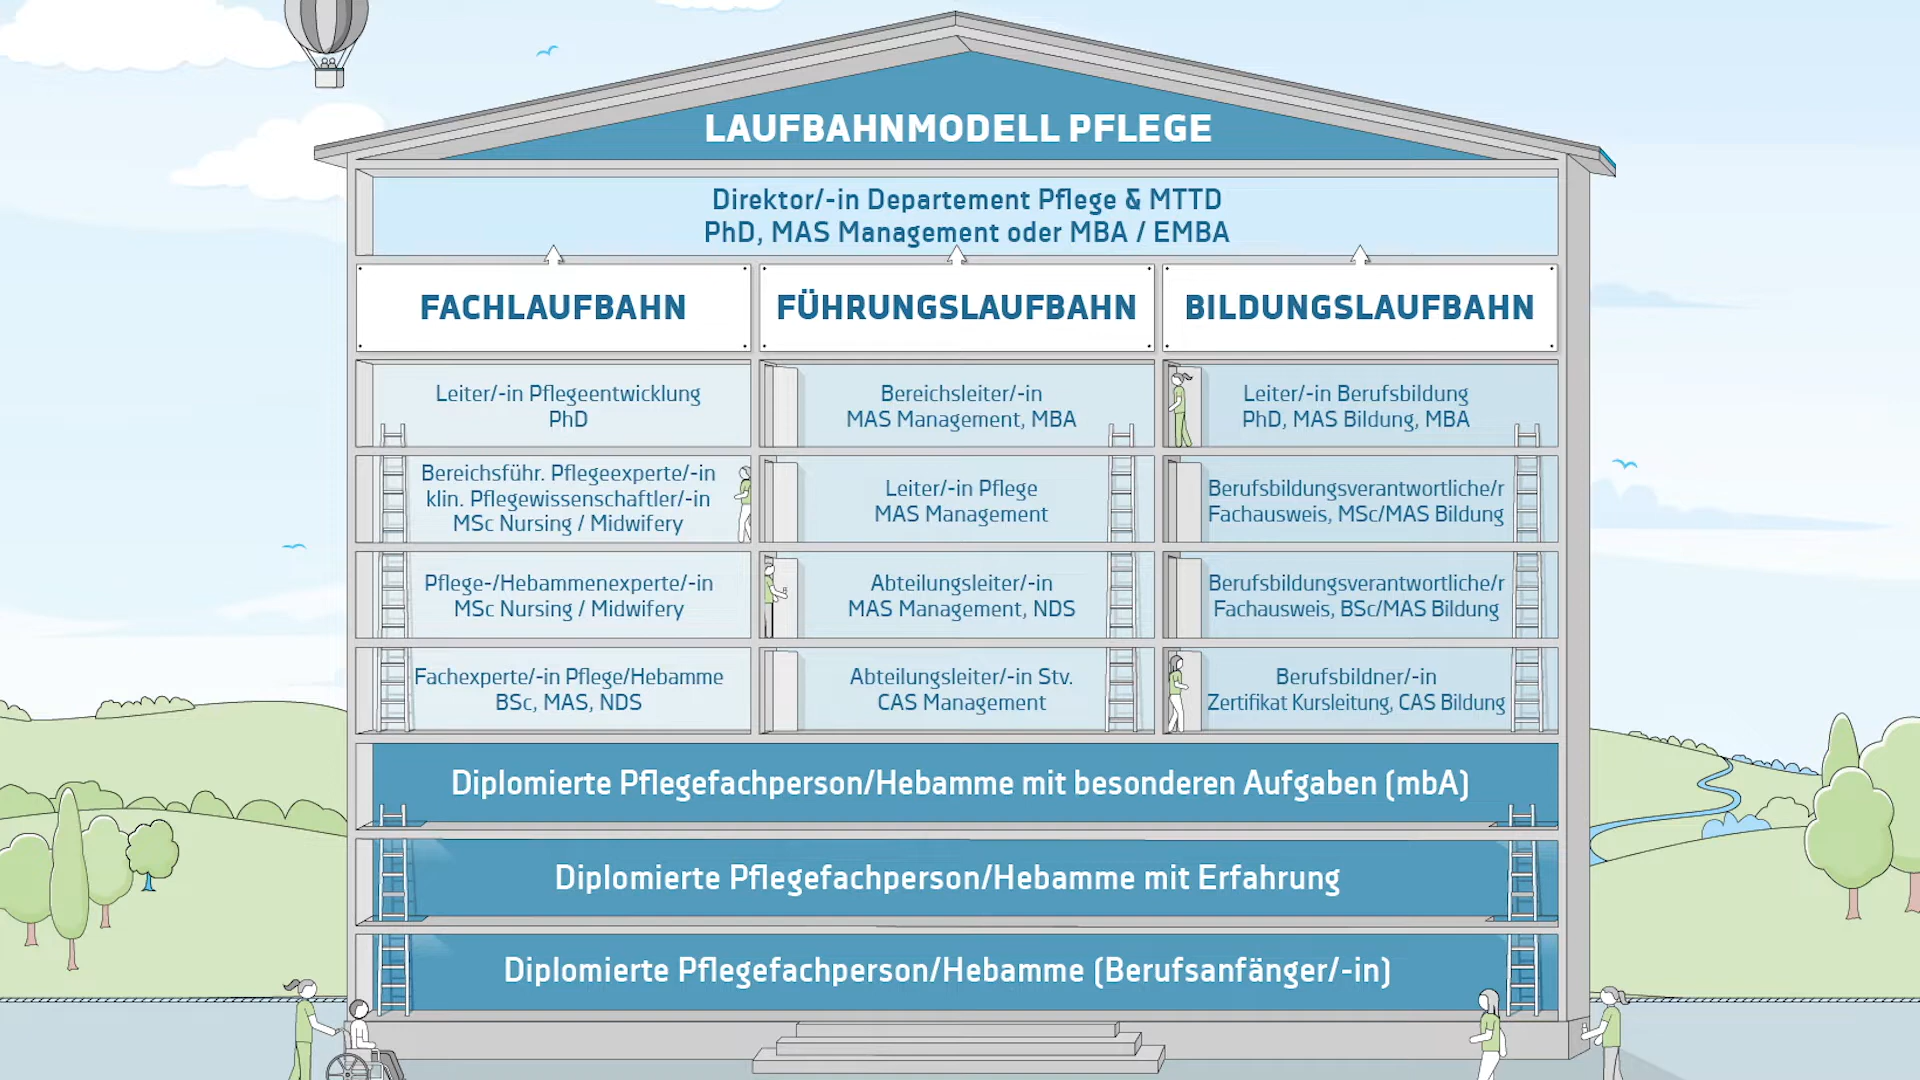 LAUFBAHNMODELL PFLEGE
Direktor/-in Departement Pflege & MTTD
PhD, MAS Management oder MBA / EMBA
FACHLAUFBAHN
FÜHRUNGSLAUFBAHN
BILDUNGSLAUFBAHN
Leiter/-in Pflegeentwicklung
PhD
Bereichsleiter/-in
MAS Management, MBA
Leiter/-in Berufsbildung
PhD, MAS Bildung, MBA
Bereichsführ. Pflegeexperte/-in
klin. Pflegewissenschaftler/-in
MSc Nursing / Midwifery
Leiter/-in Pflege
MAS Management
Berufsbildungsverantwortliche/r
Fachausweis, MSc/MAS Bildung
Pflege-/Hebammenexperte/-in
MSc Nursing / Midwifery
Abteilungsleiter/-in
MAS Management, NDS
Berufsbildungsverantwortliche/r
Fachausweis, BSc/MAS Bildung
Fachexperte/-in Pflege/Hebamme
BSc, MAS, NDS
Abteilungsleiter/-in Stv.
CAS Management
Berufsbildner/-in
Zertifikat Kursleitung, CAS Bildung
Diplomierte Pflegefachperson/Hebamme mit besonderen Aufgaben (mbA)
Diplomierte Pflegefachperson/Hebamme mit Erfahrung
Diplomierte Pflegefachperson/Hebamme (Berufsanfänger/-in)